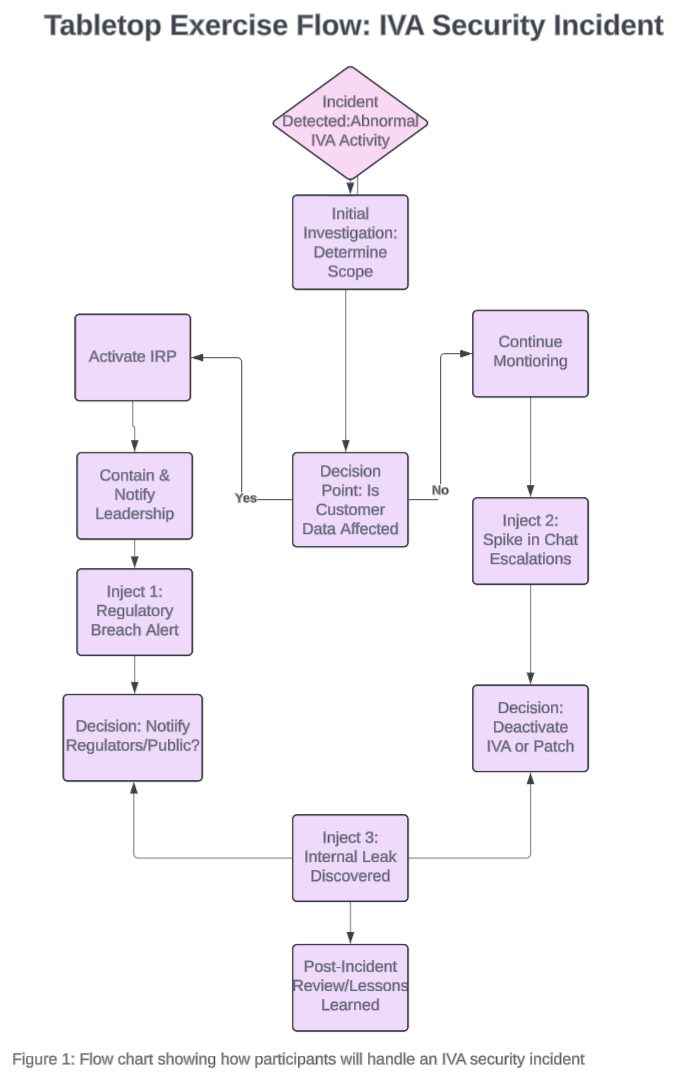 Tabletop Exercise Flow: IVA Security Incident
Incident
Detected:Abnormal
IVA Activity
Initial
Investigation:
Determine
Scope
Activate IRP
Continue
Montioring
Contain &
Notify
Leadership
Yes
Decision
Point: Is
Customer
Data Affected
No
Inject 2:
Spike in Chat
Escalations
Inject 1:
Regulatory
Breach Alert
Decision: Notiify
Regulators/Public?
Decision:
Deactivate
IVA or Patch
Inject 3:
Internal Leak
Discovered
Post-Incident
Review/Lessons
Learned
Figure 1: Flow chart showing how participants will handle an IVA security incident